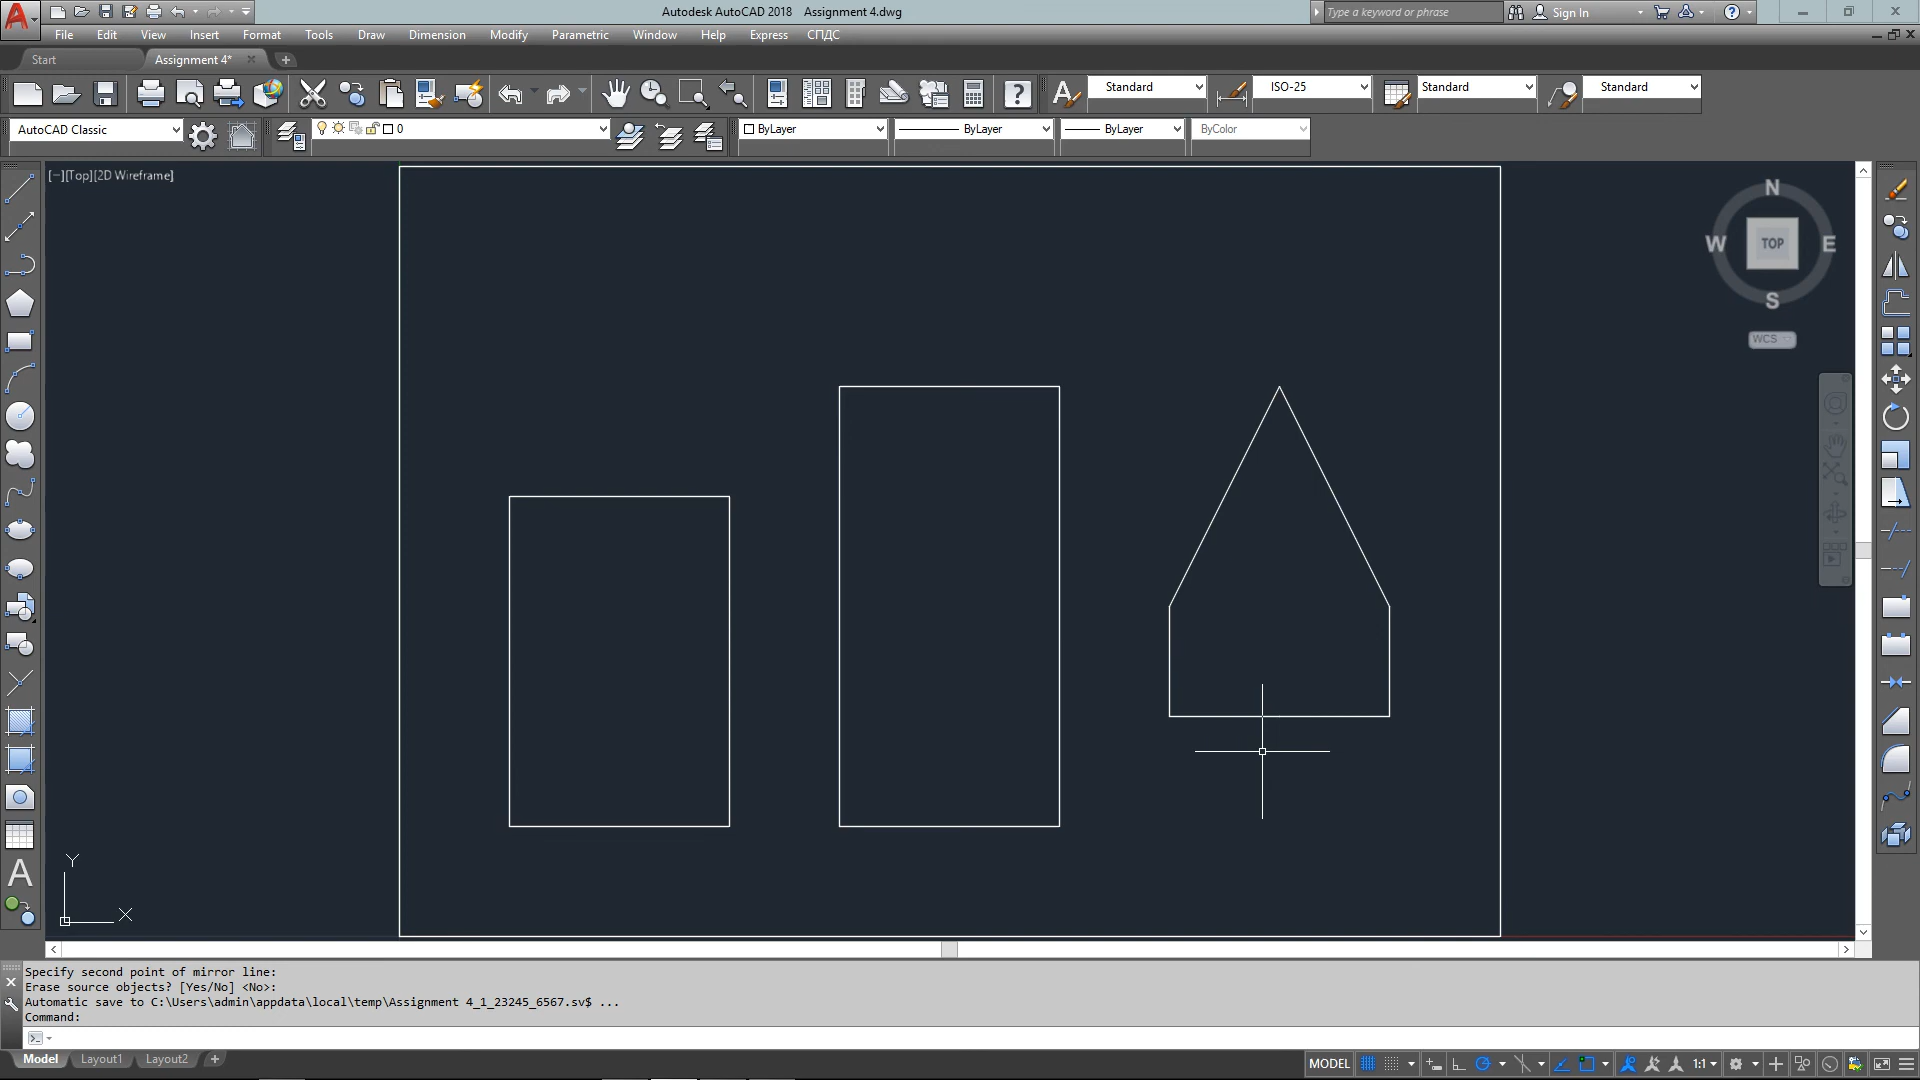 Autodesk AutoCAD 2018 Assignment 4.dwg
Type a keyword or phrase
Sign In
File Edit View Insert Format Tools Draw Dimension Modify Parametric Window Help Express СПДС
Start
Assignment 4*
Standard
ISO-25
Standard
Standard
AutoCAD Classic
0
ByLayer
ByLayer
ByLayer
ByColor
[−][Top][2D Wireframe]
N
W
TOP
E
S
WCS
Y
X
A
Specify second point of mirror line:
Erase source objects? [Yes/No] <No>:
Automatic save to C:\Users\admin\appdata\local\temp\Assignment 4_1_23245_6567.sv$ ...
Command:
Model Layout1 Layout2
MODEL
1:1